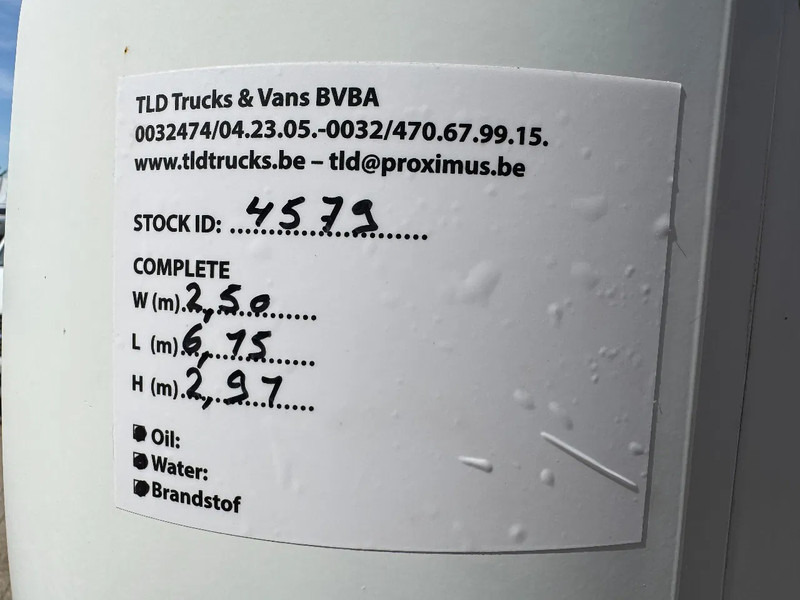 TLD Trucks & Vans BVBA
0032474/04.23.05.-0032/470.67.99.15.
www.tldtrucks.be – tld@proximus.be
STOCK ID: 4579
COMPLETE
W (m) 2,50
L (m) 6,75
H (m) 2,97
Oil:
Water:
Brandstof